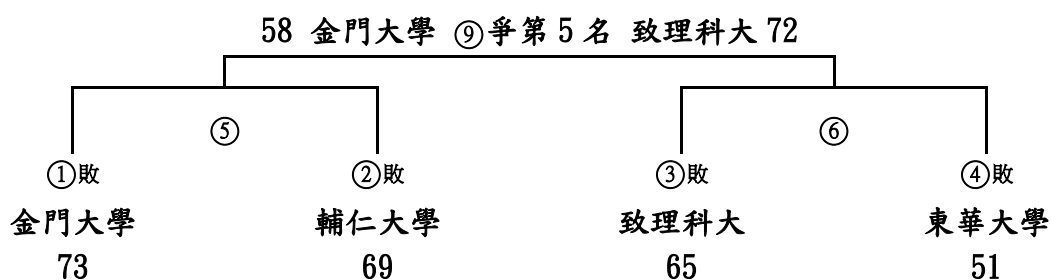 58 金門大學 ⑨爭第 5 名 致理科大 72
⑤ ⑥
①敗 ②敗 ③敗 ④敗
金門大學 輔仁大學 致理科大 東華大學
73 69 65 51